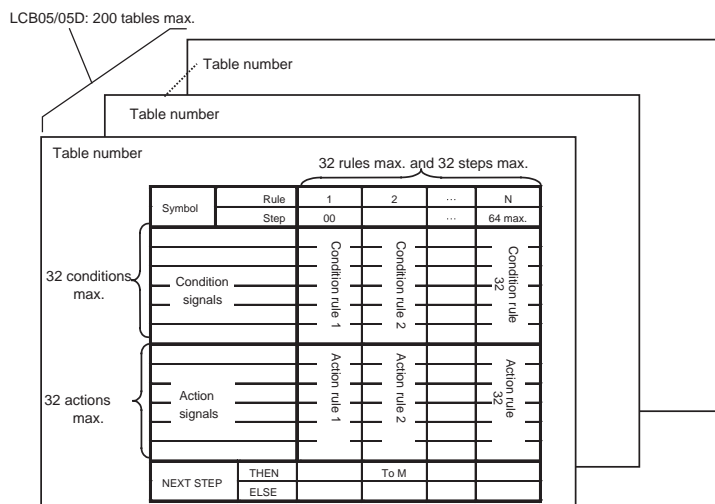 LCB05/05D: 200 tables max.
Table number
Table number
Table number
32 rules max. and 32 steps max.
Symbol Rule 1 2 ... N
Step 00 ... 64 max.
32 conditions max.
Condition signals
Condition rule 1
Condition rule 2
Condition rule 32
32 actions max.
Action signals
Action rule 1
Action rule 2
Action rule 32
NEXT STEP THEN To M
ELSE